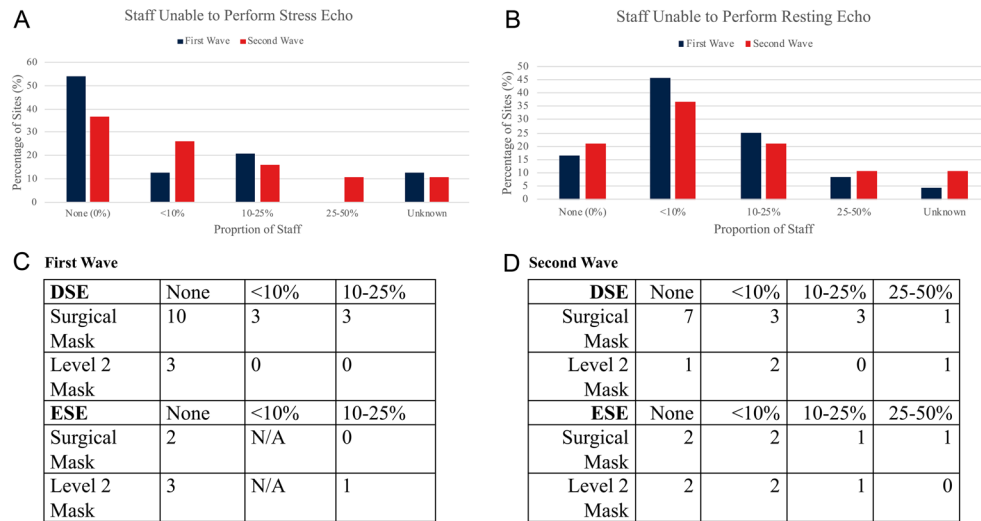 A
Staff Unable to Perform Stress Echo
First Wave Second Wave
Percentage of Sites (%)
60
50
40
30
20
10
0
None (0%) <10% 10-25% 25-50% Unknown
Proprtion of Staff
B
Staff Unable to Perform Resting Echo
First Wave Second Wave
Percentage of Sites (%)
50
45
40
35
30
25
20
15
10
5
0
None (0%) <10% 10-25% 25-50% Unknown
Proportion of Staff
C First Wave
DSE None <10% 10-25%
Surgical 10 3 3
Mask
Level 2 3 0 0
Mask
ESE None <10% 10-25%
Surgical 2 N/A 0
Mask
Level 2 3 N/A 1
Mask
D Second Wave
DSE None <10% 10-25% 25-50%
Surgical 7 3 3 1
Mask
Level 2 1 2 0 1
Mask
ESE None <10% 10-25% 25-50%
Surgical 2 2 1 1
Mask
Level 2 2 2 1 0
Mask